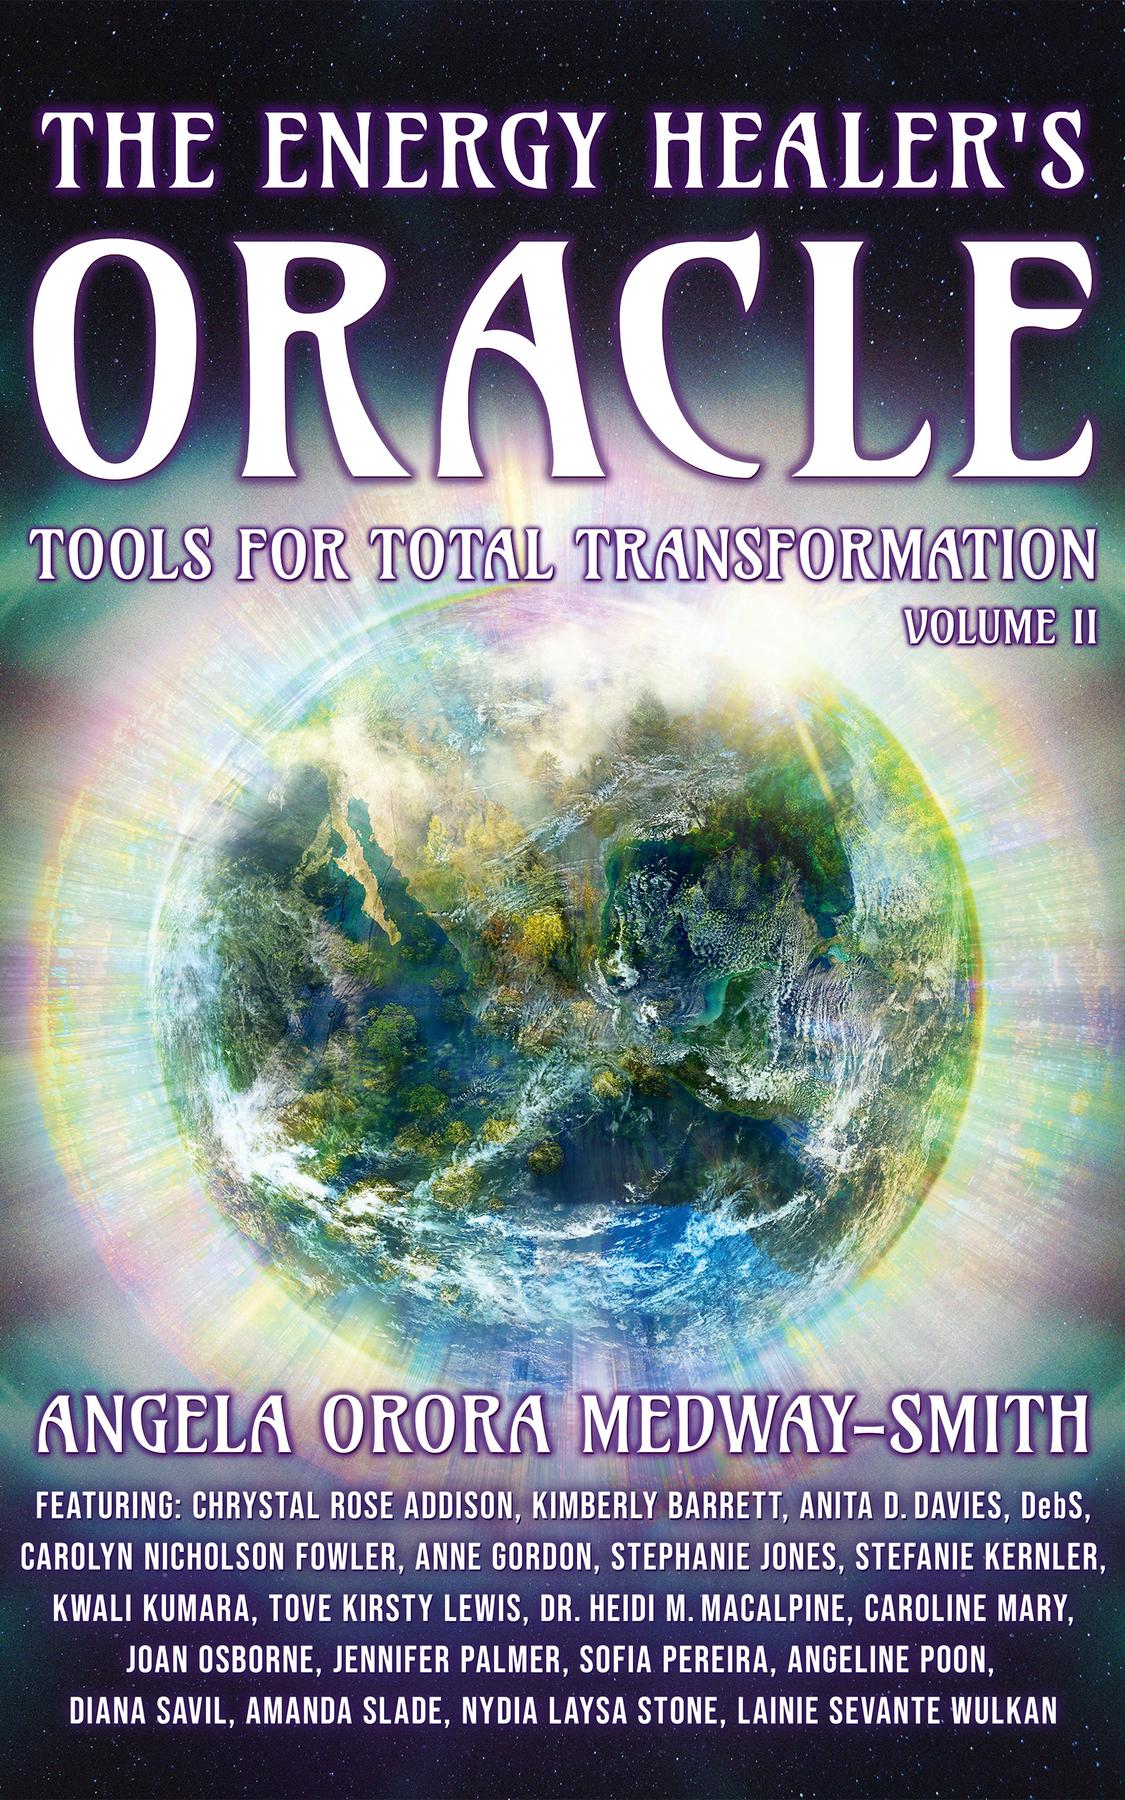 THE ENERGY HEALER'S
ORACLE
TOOLS FOR TOTAL TRANSFORMATION
VOLUME II
ANGELA ORORA MEDWAY–SMITH
FEATURING: CHRYSTAL ROSE ADDISON, KIMBERLY BARRETT, ANITA D. DAVIES, DebS,
CAROLYN NICHOLSON FOWLER, ANNE GORDON, STEPHANIE JONES, STEFANIE KERNLER,
KWALI KUMARA, TOVE KIRSTY LEWIS, DR. HEIDI M. MACALPINE, CAROLINE MARY,
JOAN OSBORNE, JENNIFER PALMER, SOFIA PEREIRA, ANGELINE POON,
DIANA SAVIL, AMANDA SLADE, NYDIA LAYSA STONE, LAINIE SEVANTE WULKAN